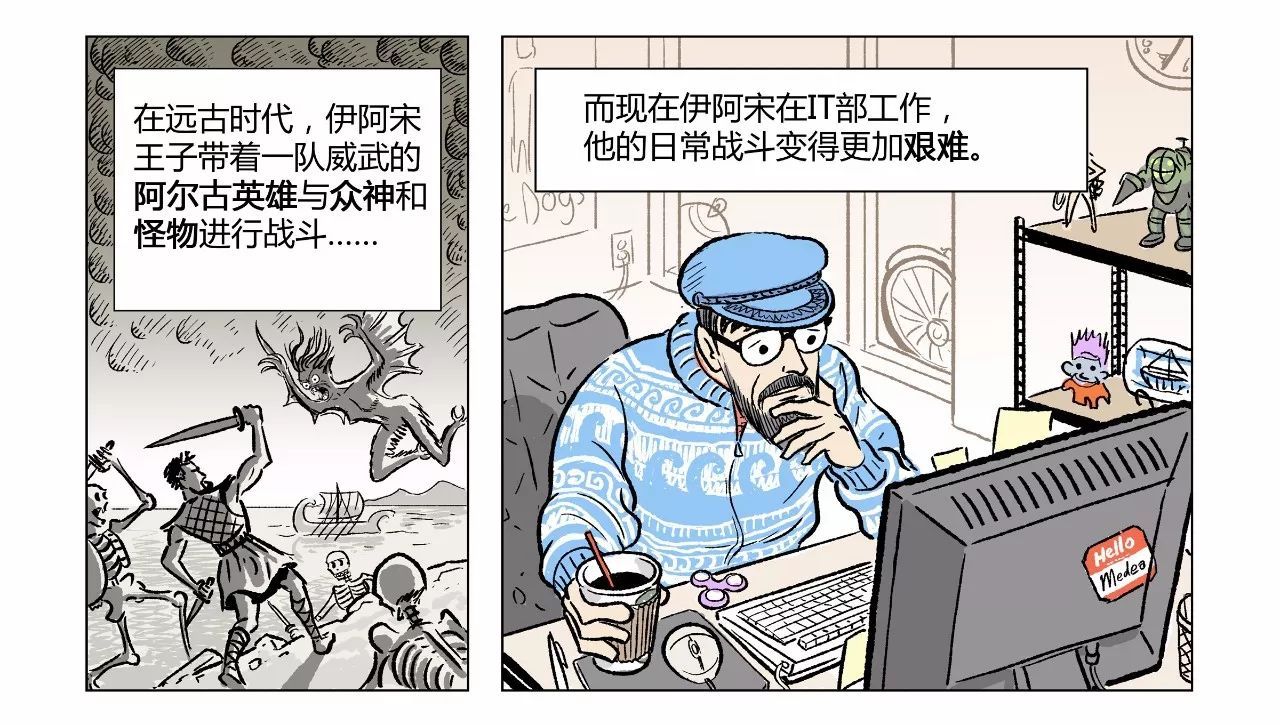 在远古时代，伊阿宋
王子带着一队威武的
阿尔古英雄与众神和
怪物进行战斗……
而现在伊阿宋在IT部工作，
他的日常战斗变得更加艰难。
Dogs
Hello
Medea